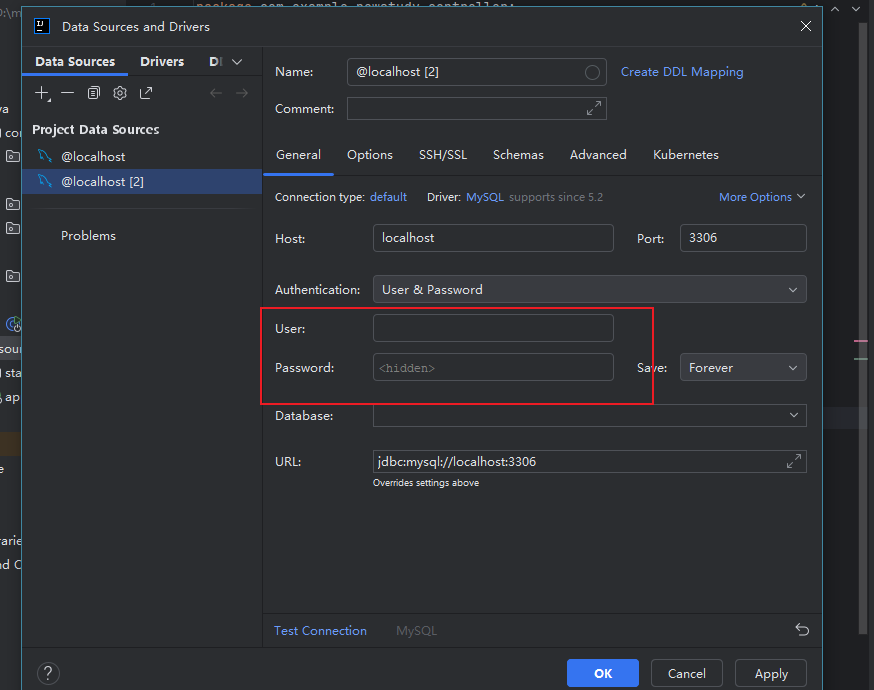 Data Sources and Drivers
Data Sources Drivers
Project Data Sources
@localhost
@localhost [2]
Problems
Name: @localhost [2] Create DDL Mapping
Comment:
General Options SSH/SSL Schemas Advanced Kubernetes
Connection type: default Driver: MySQL supports since 5.2 More Options
Host: localhost Port: 3306
Authentication: User & Password
User:
Password: <hidden> Save: Forever
Database:
URL: jdbc:mysql://localhost:3306
Overrides settings above
Test Connection MySQL
? OK Cancel Apply